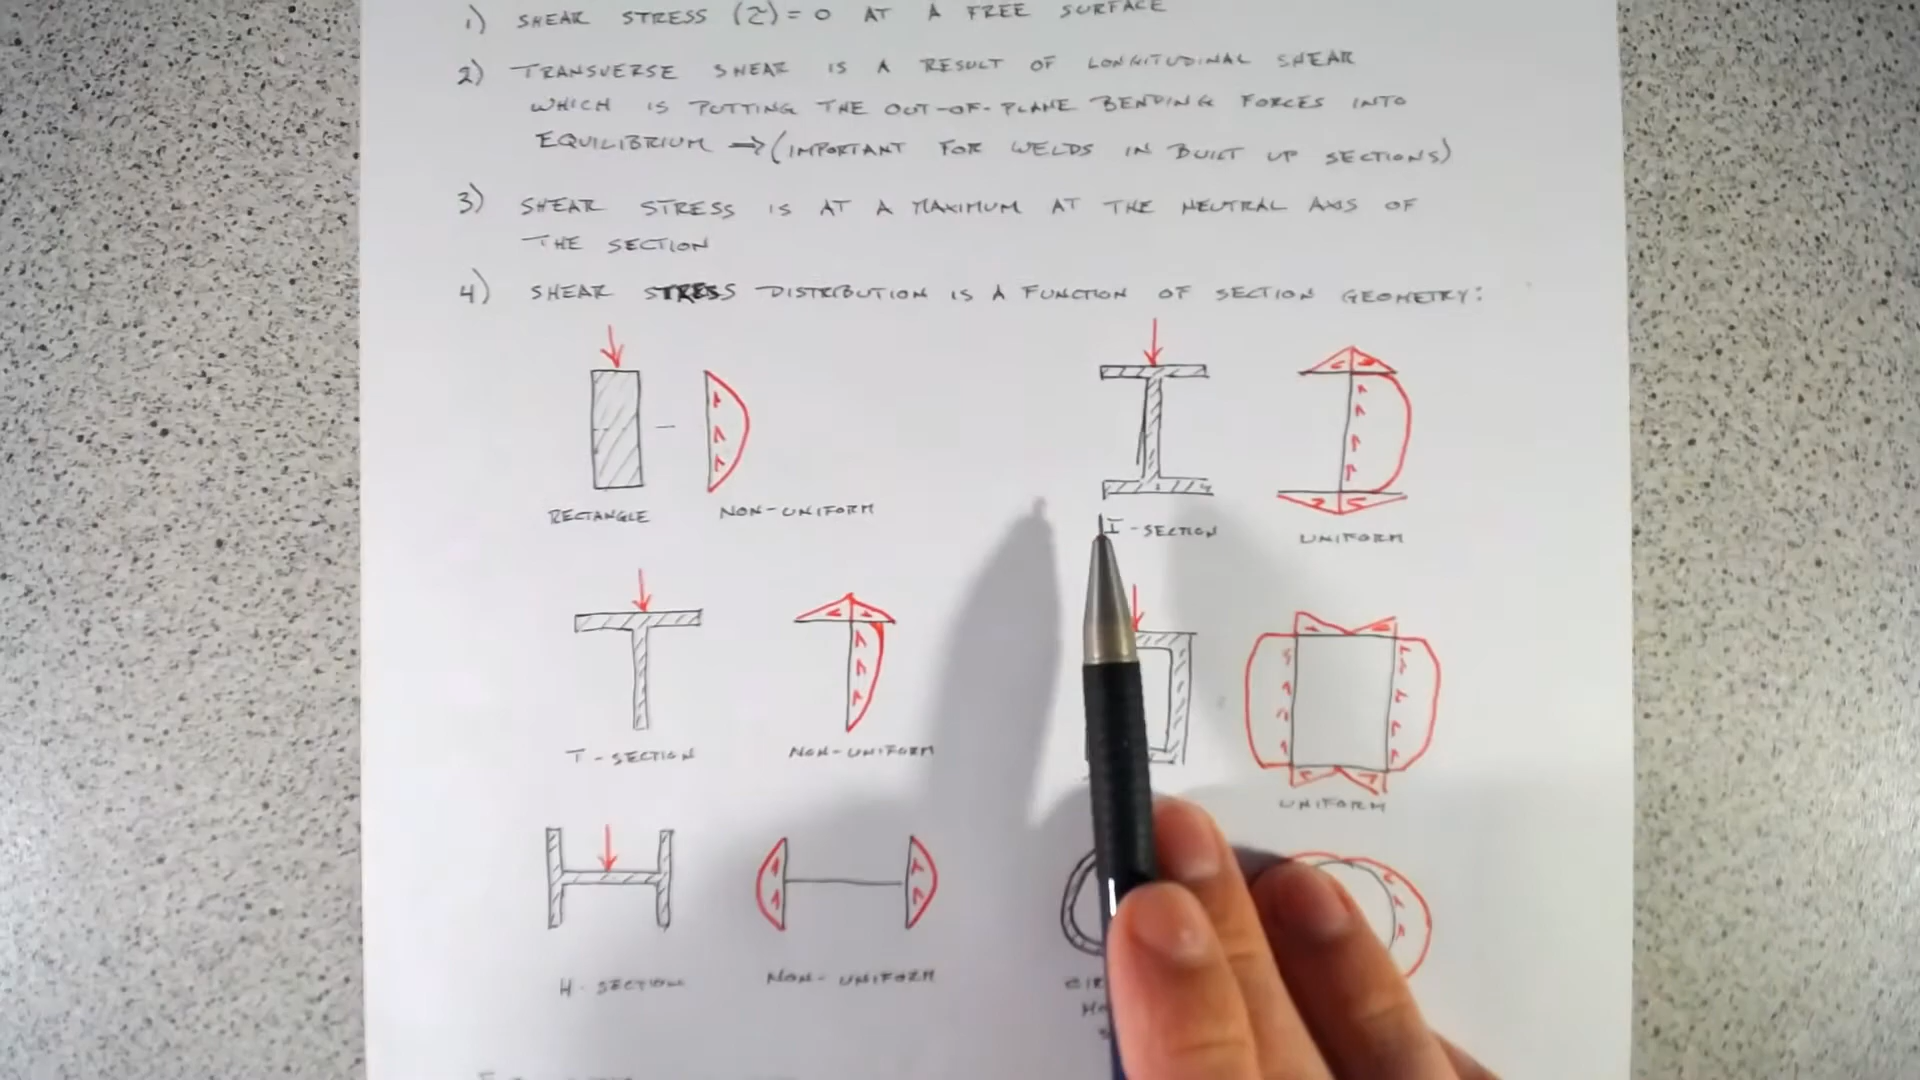 1) SHEAR STRESS (τ) = 0 AT A FREE SURFACE
2) TRANSVERSE SHEAR IS A RESULT OF LONGITUDINAL SHEAR
WHICH IS PUTTING THE OUT-OF-PLANE BENDING FORCES INTO
EQUILIBRIUM → (IMPORTANT FOR WELDS IN BUILT UP SECTIONS)
3) SHEAR STRESS IS AT A MAXIMUM AT THE NEUTRAL AXIS OF
THE SECTION
4) SHEAR STRESS DISTRIBUTION IS A FUNCTION OF SECTION GEOMETRY:
RECTANGLE
NON-UNIFORM
I-SECTION
UNIFORM
T-SECTION
NON-UNIFORM
UNIFORM
H-SECTION
NON-UNIFORM